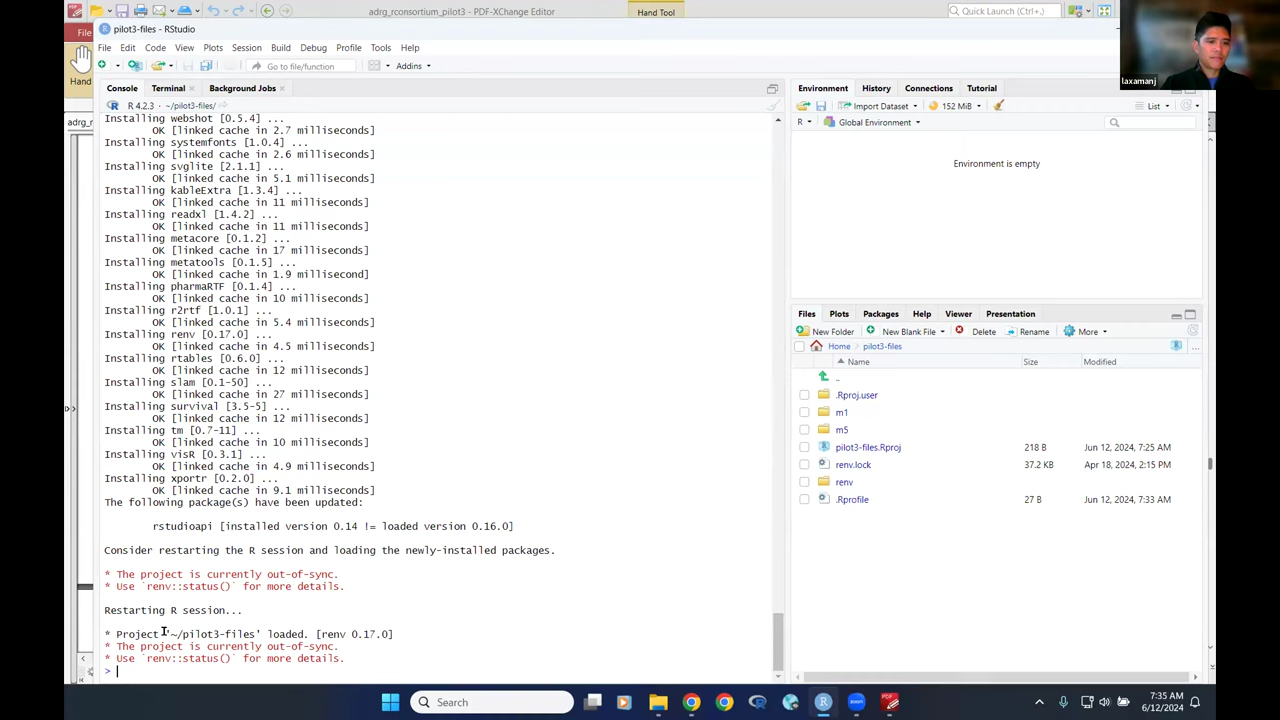 adrg_rconsortium_pilot3 - PDF-XChange Editor
Hand Tool
Quick Launch (Ctrl+.)
File
pilot3-files - RStudio
laxamanj
File Edit Code View Plots Session Build Debug Profile Tools Help
Go to file/function
Addins
Hand
adrg_r
Console Terminal Background Jobs
R 4.2.3 · ~/pilot3-files/
Installing webshot [0.5.4] ...
OK [linked cache in 2.7 milliseconds]
Installing systemfonts [1.0.4] ...
OK [linked cache in 2.6 milliseconds]
Installing svglite [2.1.1] ...
OK [linked cache in 5.1 milliseconds]
Installing kableExtra [1.3.4] ...
OK [linked cache in 11 milliseconds]
Installing readxl [1.4.2] ...
OK [linked cache in 11 milliseconds]
Installing metacore [0.1.2] ...
OK [linked cache in 17 milliseconds]
Installing metatools [0.1.5] ...
OK [linked cache in 1.9 milliseconds]
Installing pharmaRTF [0.1.4] ...
OK [linked cache in 10 milliseconds]
Installing r2rtf [1.0.1] ...
OK [linked cache in 5.4 milliseconds]
Installing renv [0.17.0] ...
OK [linked cache in 4.5 milliseconds]
Installing rtables [0.6.0] ...
OK [linked cache in 12 milliseconds]
Installing slam [0.1-50] ...
OK [linked cache in 27 milliseconds]
Installing survival [3.5-5] ...
OK [linked cache in 12 milliseconds]
Installing tm [0.7-11] ...
OK [linked cache in 10 milliseconds]
Installing visR [0.3.1] ...
OK [linked cache in 4.9 milliseconds]
Installing xportr [0.2.0] ...
OK [linked cache in 9.1 milliseconds]
The following package(s) have been updated:
rstudioapi [installed version 0.14 != loaded version 0.16.0]
Consider restarting the R session and loading the newly-installed packages.
* The project is currently out-of-sync.
* Use `renv::status()` for more details.
Restarting R session...
* Project '~/pilot3-files' loaded. [renv 0.17.0]
* The project is currently out-of-sync.
* Use `renv::status()` for more details.
>
Environment History Connections Tutorial
Import Dataset 152 MiB List
R Global Environment
Environment is empty
Files Plots Packages Help Viewer Presentation
New Folder New Blank File Delete Rename More
Home pilot3-files ...
Name Size Modified
..
.Rproj.user
m1
m5
pilot3-files.Rproj 218 B Jun 12, 2024, 7:25 AM
renv.lock 37.2 KB Apr 18, 2024, 2:15 PM
renv
.Rprofile 27 B Jun 12, 2024, 7:33 AM
Search
7:35 AM
6/12/2024